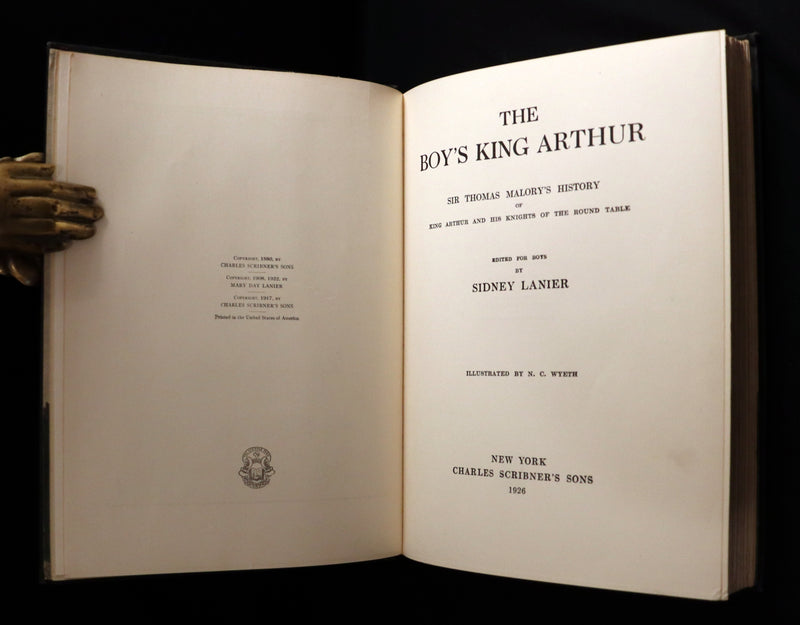 Copyright, 1880, by
CHARLES SCRIBNER'S SONS
Copyright, 1908, 1922, by
MARY DAY LANIER
Copyright, 1917, by
CHARLES SCRIBNER'S SONS
Printed in the United States of America
THE
BOY'S KING ARTHUR
SIR THOMAS MALORY'S HISTORY
OF
KING ARTHUR AND HIS KNIGHTS OF THE ROUND TABLE
EDITED FOR BOYS
BY
SIDNEY LANIER
ILLUSTRATED BY N. C. WYETH
NEW YORK
CHARLES SCRIBNER'S SONS
1926